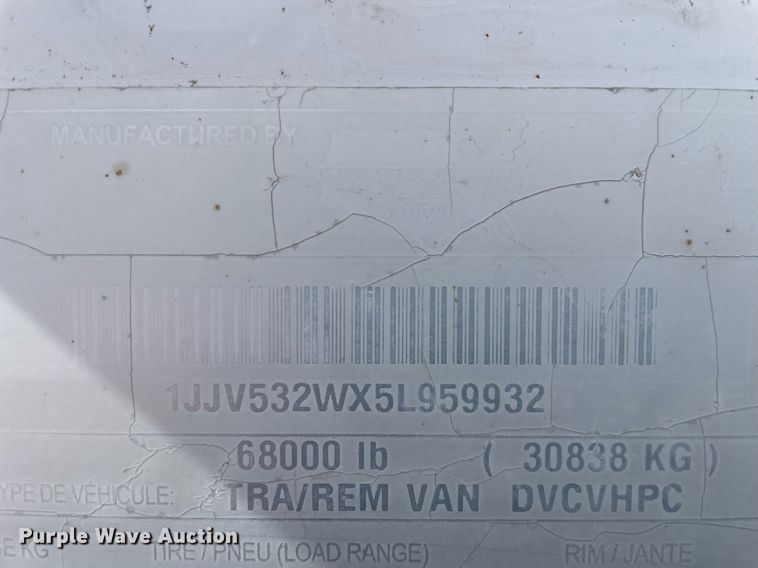 MANUFACTURED BY
1JJV532WX5L959932
68000 lb ( 30838 KG )
TYPE DE VÉHICULE: TRA/REM VAN DVCVHPC
KG TIRE / PNEU (LOAD RANGE) RIM / JANTE
Purple Wave Auction